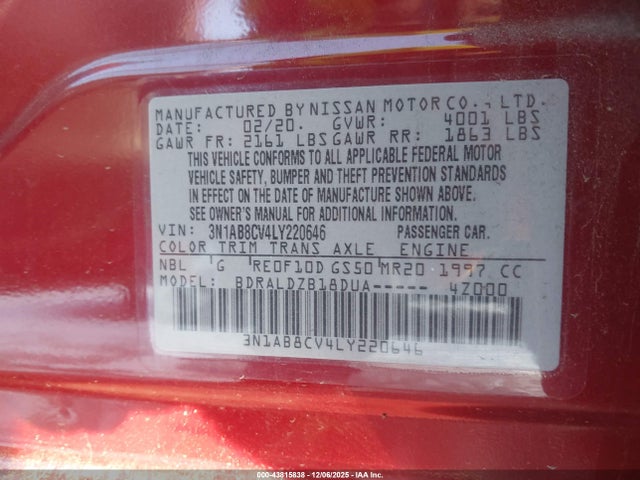 MANUFACTURED BY NISSAN MOTOR CO., LTD.
DATE: 02/20. GVWR: 4001 LBS
GAWR FR: 2161 LBS GAWR RR: 1863 LBS
THIS VEHICLE CONFORMS TO ALL APPLICABLE FEDERAL MOTOR
VEHICLE SAFETY, BUMPER AND THEFT PREVENTION STANDARDS
IN EFFECT ON THE DATE OF MANUFACTURE SHOWN ABOVE.
SEE OWNER'S MANUAL FOR ADDITIONAL INFORMATION.
VIN: 3N1AB8CV4LY220646 PASSENGER CAR.
COLOR TRIM TRANS AXLE ENGINE
NBL G RE0F10D GS50 MR20 1997 CC
MODEL: BDRALDZB18DUA----- 4Z000
3N1AB8CV4LY220646
000-43815838 | 12/06/2025 | IAA Inc.